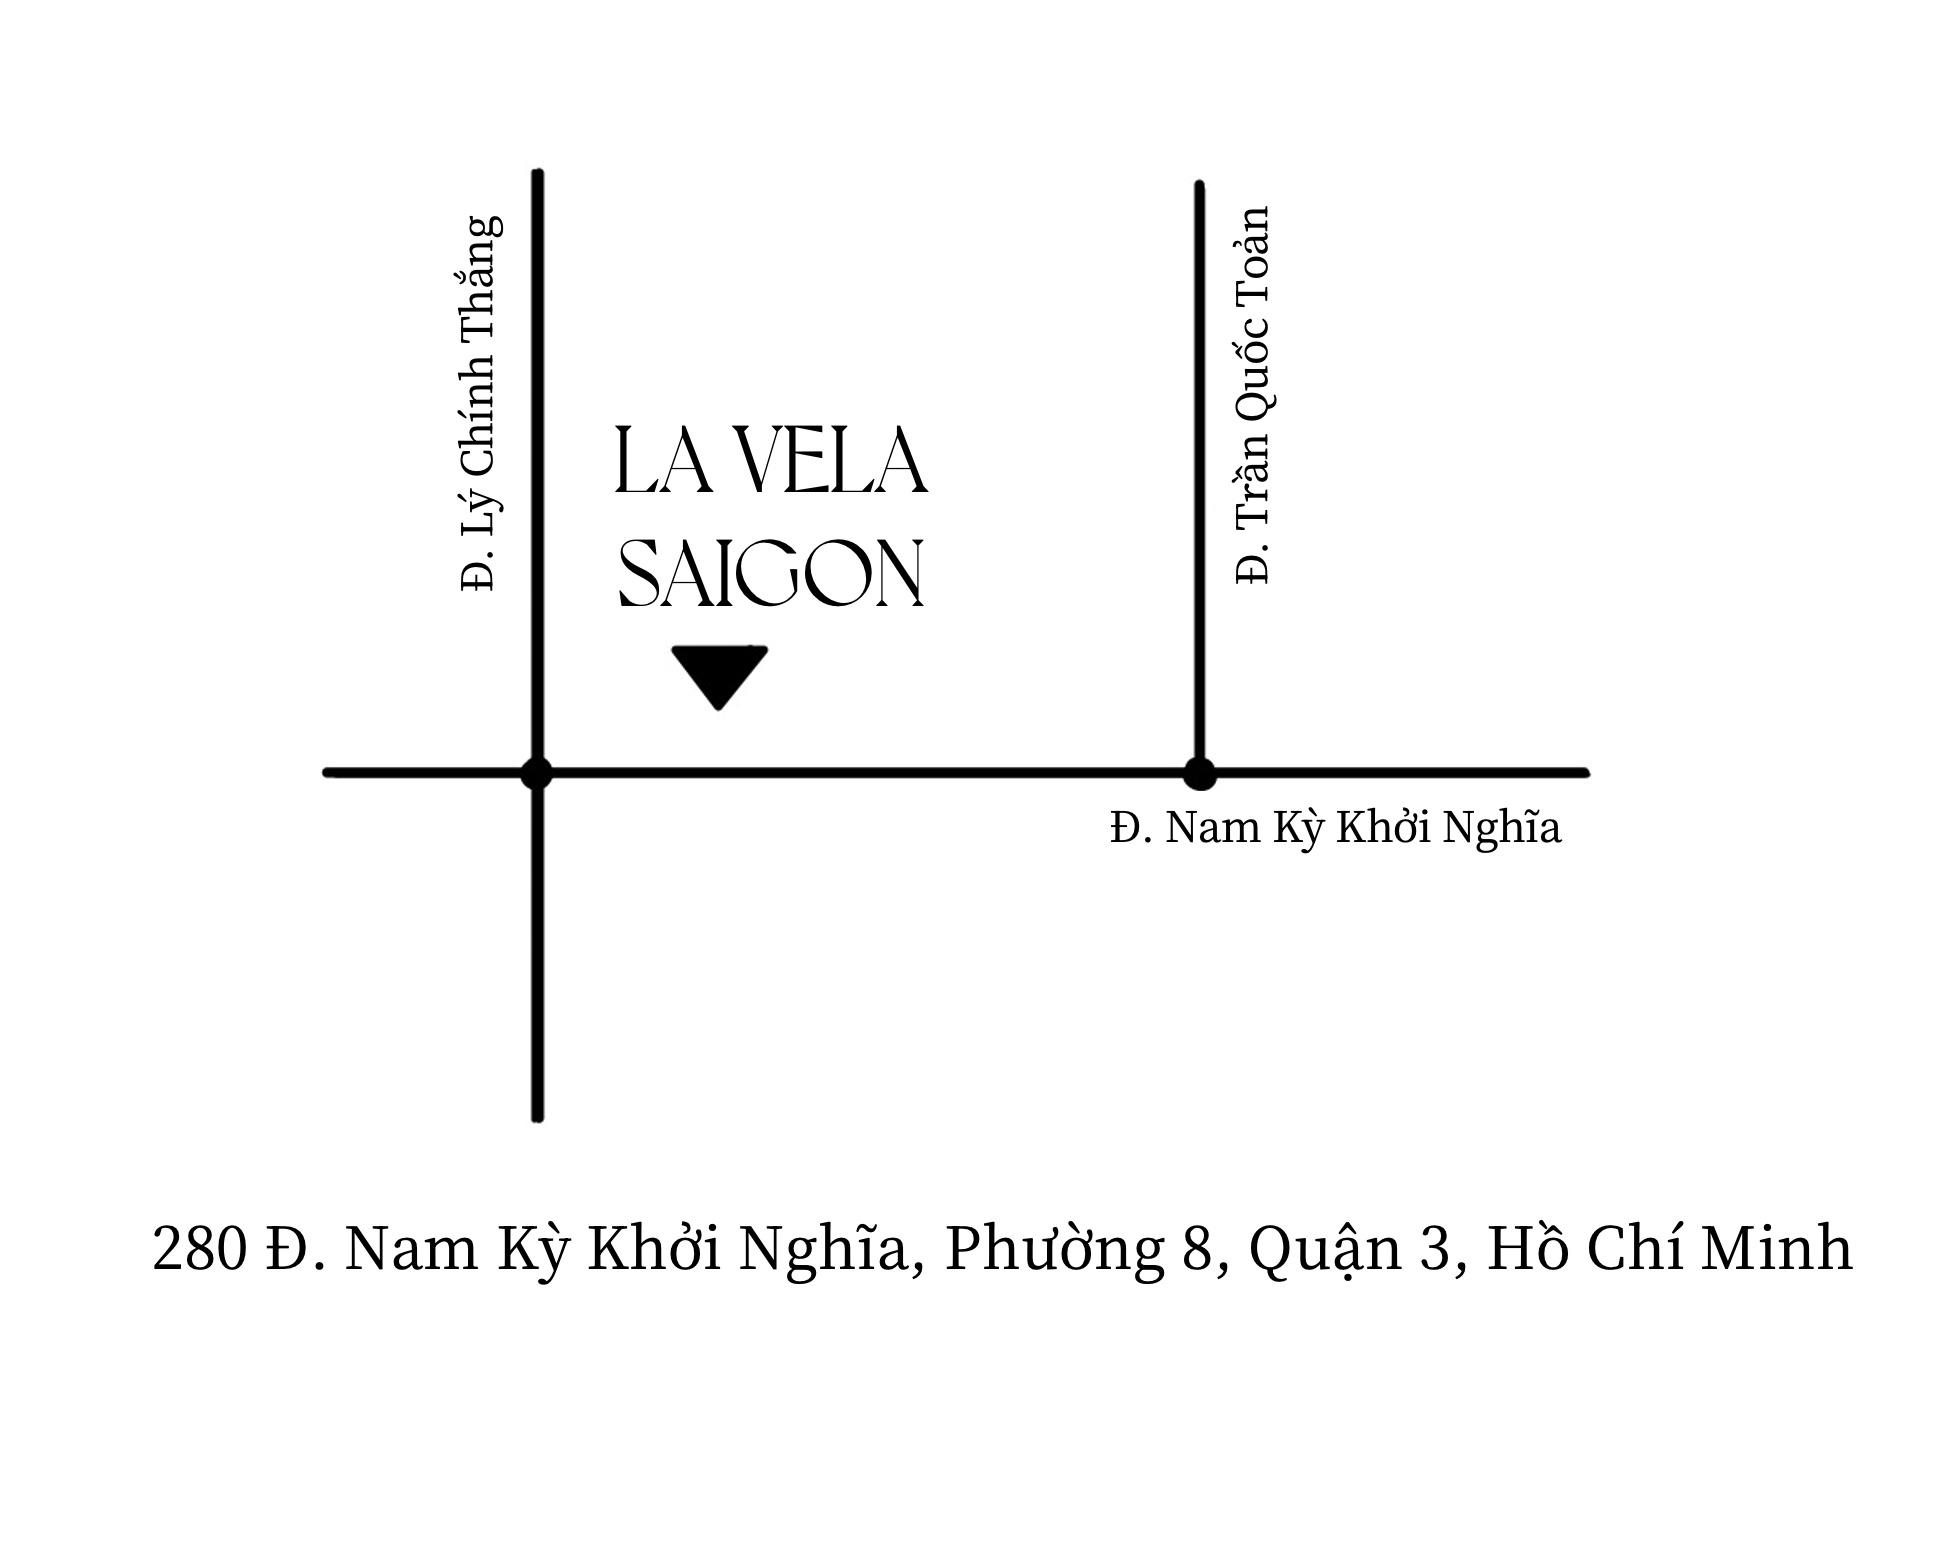 Đ. Lý Chính Thắng
LA VELA
SAIGON
Đ. Trần Quốc Toản
Đ. Nam Kỳ Khởi Nghĩa
280 Đ. Nam Kỳ Khởi Nghĩa, Phường 8, Quận 3, Hồ Chí Minh